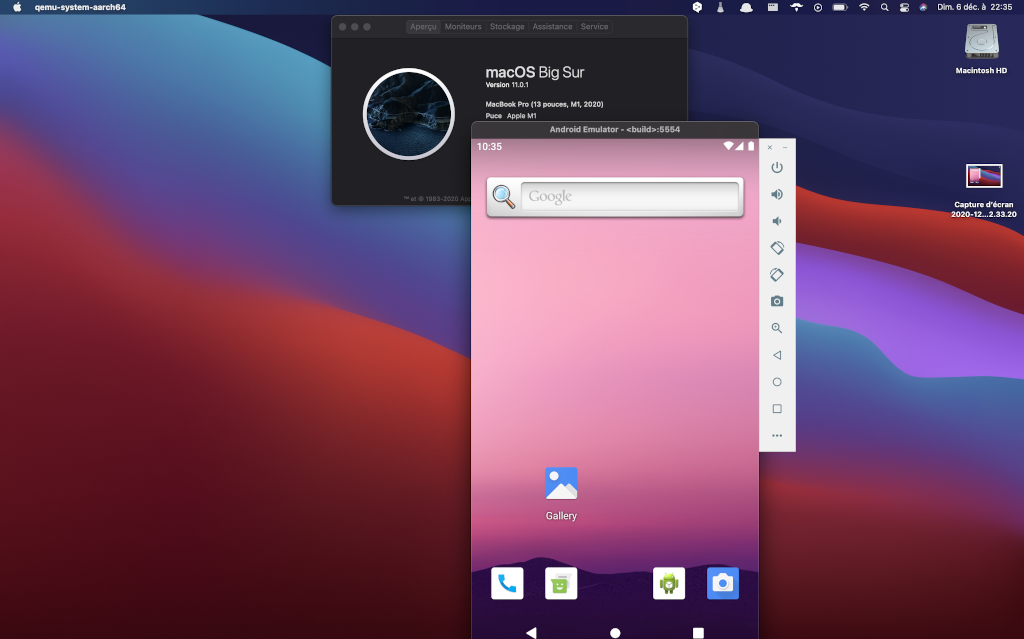 qemu-system-aarch64
Dim. 6 déc. à 22:35
Aperçu Moniteurs Stockage Assistance Service
macOS Big Sur
Version 11.0.1
MacBook Pro (13 pouces, M1, 2020)
Puce Apple M1
™ et © 1983-2020 App
Macintosh HD
Capture d'écran
2020-12...2.33.20
Android Emulator - <build>:5554
10:35
Google
Gallery